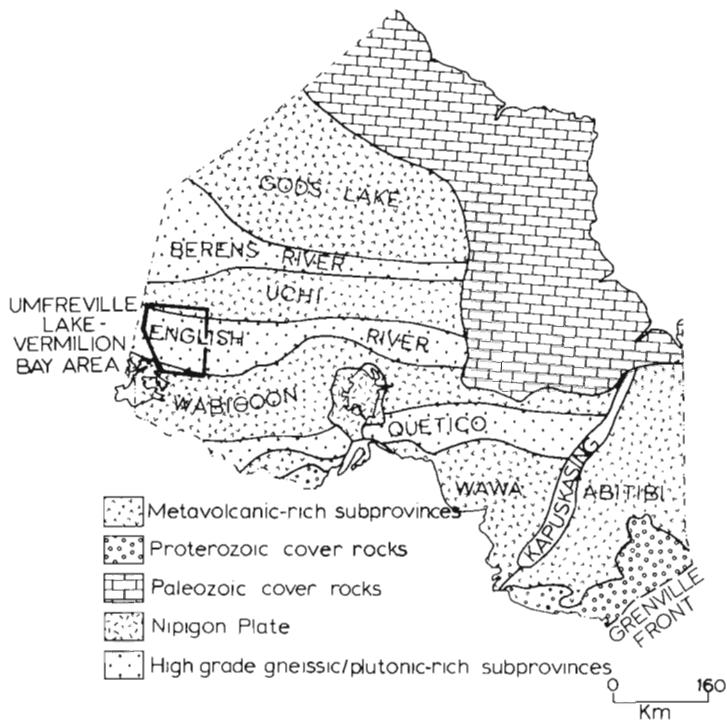 GODS LAKE
BERENS RIVER
UCHI
UMFREVILLE
LAKE-
VERMILION
BAY AREA
ENGLISH RIVER
WABIGOON
QUETICO
WAWA
KAPUSKASING
ABITIBI
GRENVILLE
FRONT
Metavolcanic-rich subprovinces
Proterozoic cover rocks
Paleozoic cover rocks
Nipigon Plate
High grade gneissic/plutonic-rich subprovinces
0 160
Km